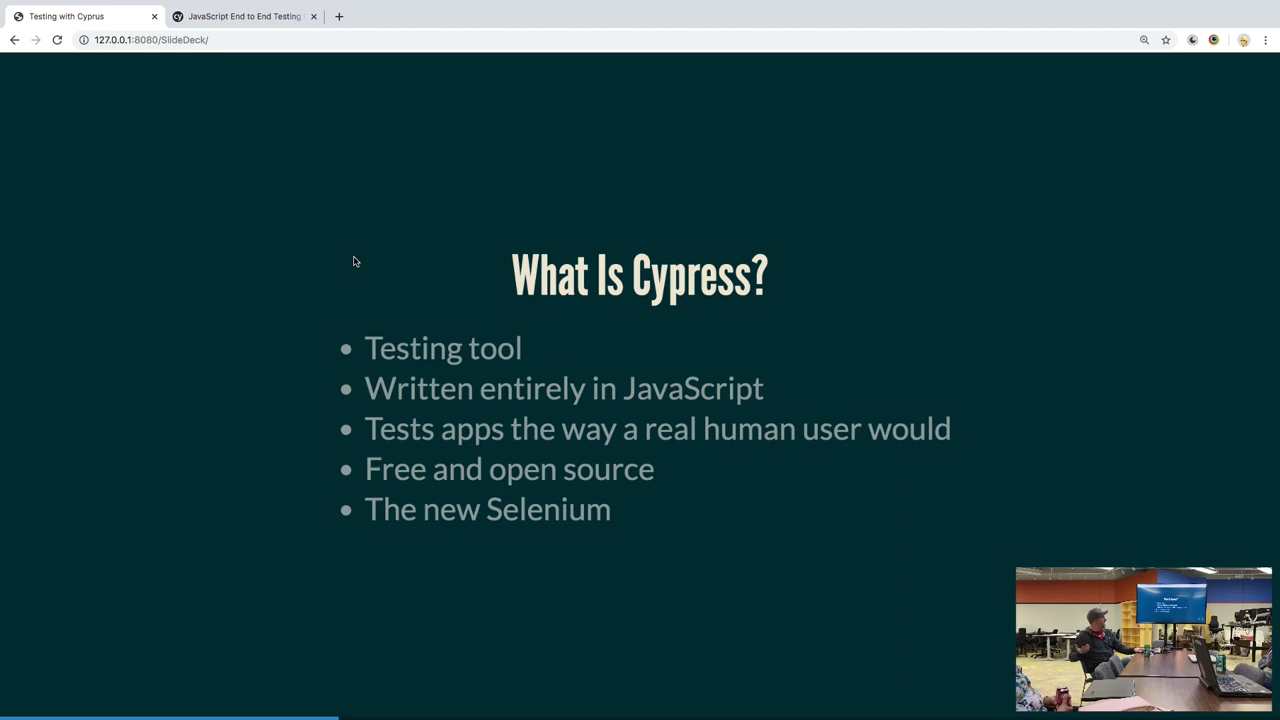 Testing with Cyprus
JavaScript End to End Testing
127.0.0.1:8080/SlideDeck/
What Is Cypress?
• Testing tool
• Written entirely in JavaScript
• Tests apps the way a real human user would
• Free and open source
• The new Selenium